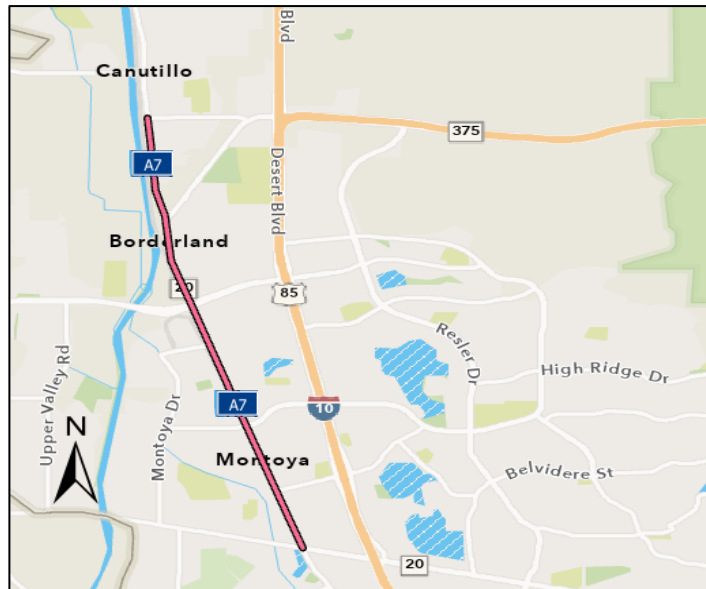 Blvd
Canutillo
375
A7
Desert Blvd
Borderland
20
85
Upper Valley Rd
Resler Dr
High Ridge Dr
A7
10
Montoya Dr
N
Montoya
Belvidere St
20